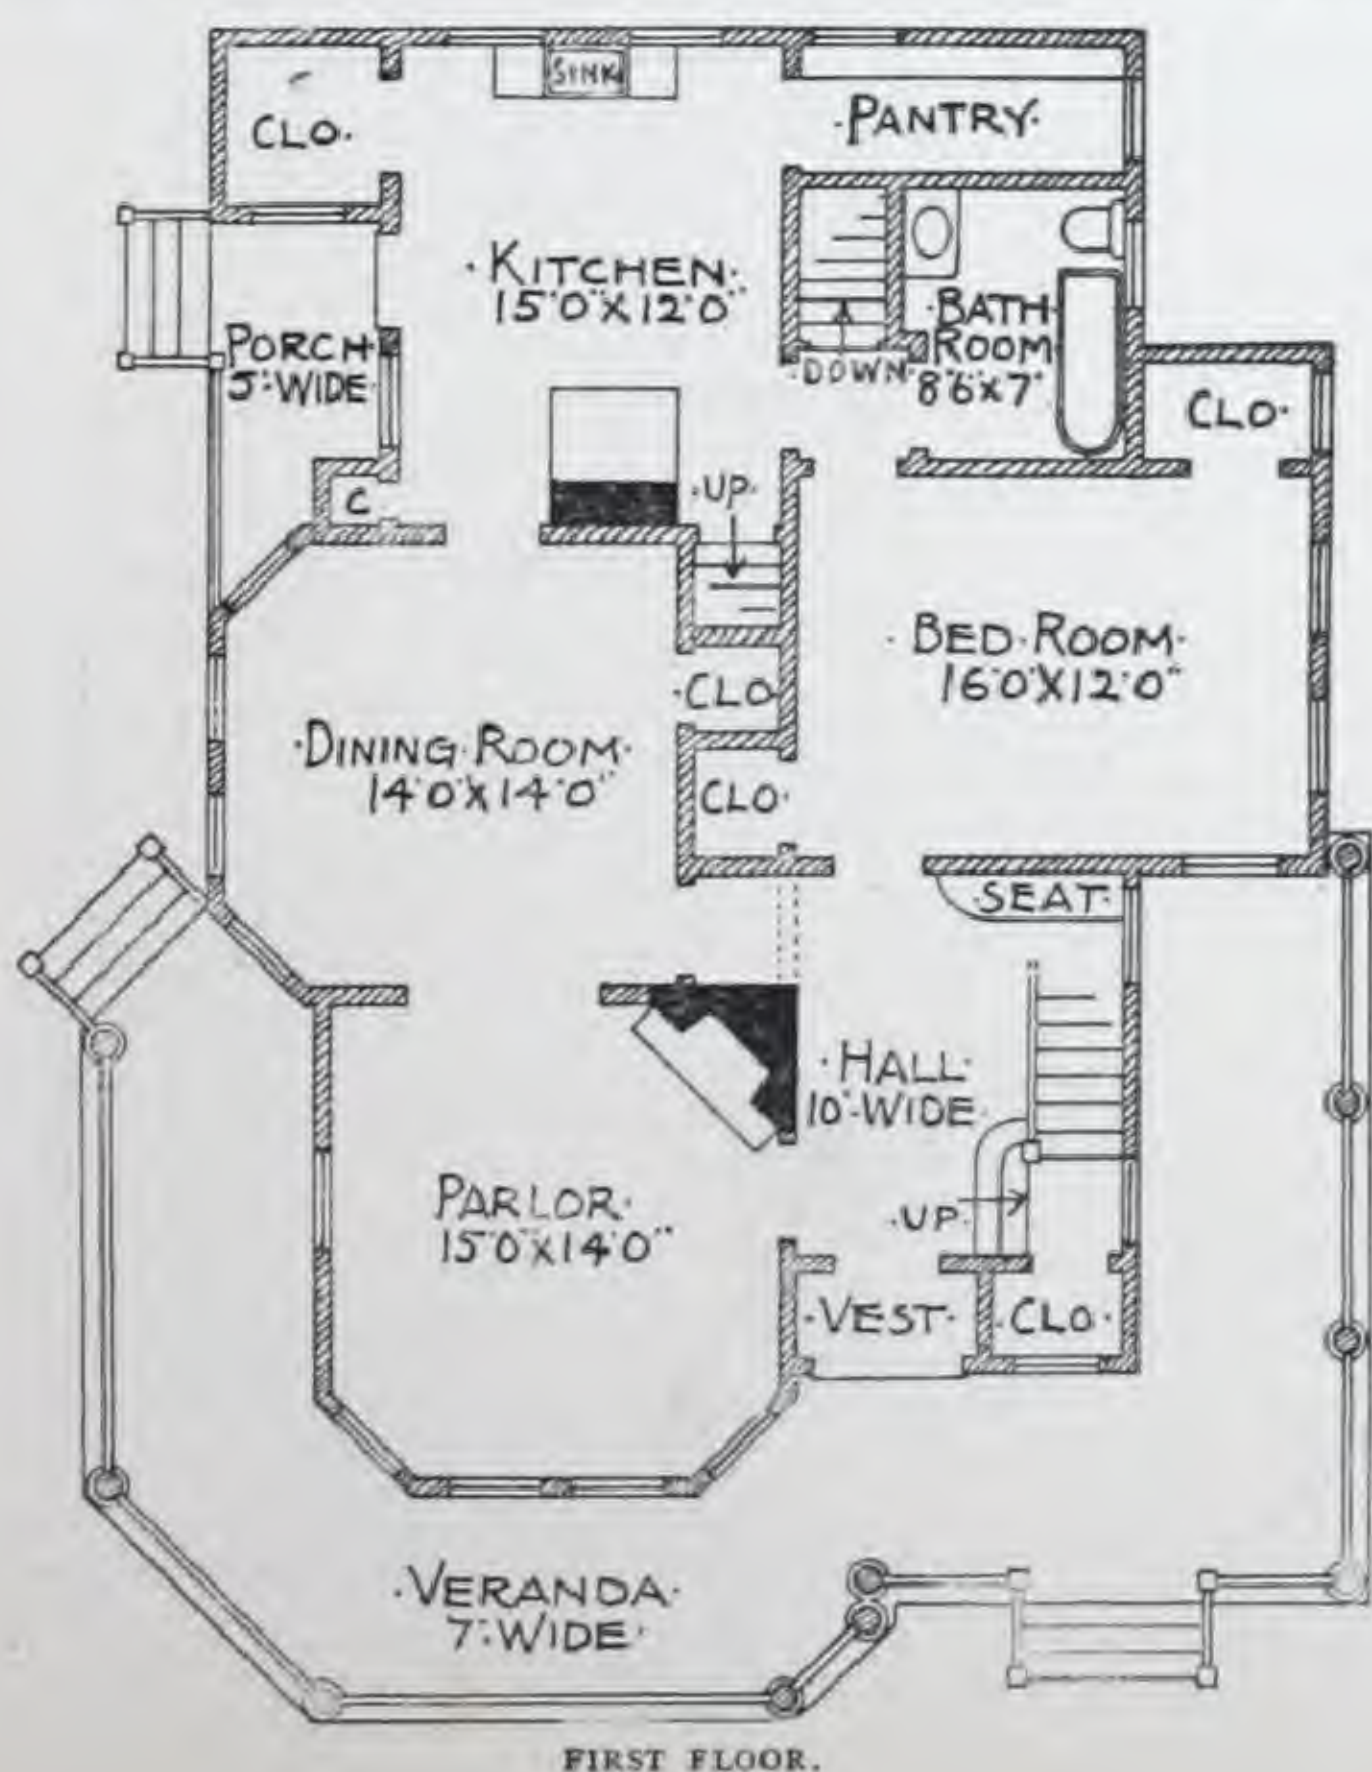 SINK
CLO.
.PANTRY.
.KITCHEN.
15'0"X12'0"
PORCH
5'-WIDE
.BATH
ROOM
8'6"X7'
.DOWN.
CLO.
C
.UP.
.BED.ROOM.
16'0"X12'0"
.CLO
.DINING.ROOM.
14'0"X14'0"
CLO.
.SEAT.
.HALL.
10'-WIDE.
PARLOR.
15'0"X14'0"
.UP.
.VEST.
.CLO.
.VERANDA.
7'-WIDE.
FIRST FLOOR.